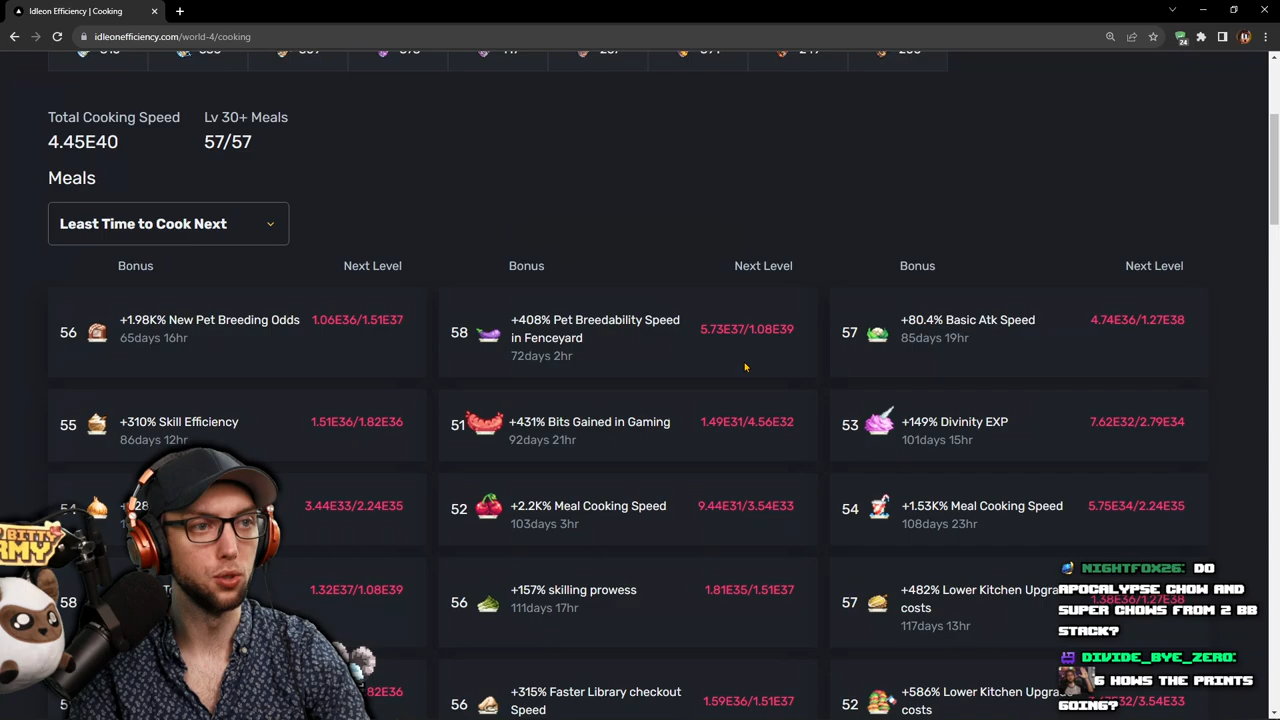 Idleon Efficiency | Cooking
idleonefficiency.com/world-4/cooking
24
Total Cooking Speed
Lv 30+ Meals
4.45E40
57/57
Meals
Least Time to Cook Next
Bonus Next Level Bonus Next Level Bonus Next Level
56 +1.98K% New Pet Breeding Odds 1.06E36/1.51E37
65days 16hr
58 +408% Pet Breedability Speed
in Fenceyard 5.73E37/1.08E39
72days 2hr
57 +80.4% Basic Atk Speed 4.74E36/1.27E38
85days 19hr
55 +310% Skill Efficiency 1.51E36/1.82E36
86days 12hr
51 +431% Bits Gained in Gaming 1.49E31/4.56E32
92days 21hr
53 +149% Divinity EXP 7.62E32/2.79E34
101days 15hr
3.44E33/2.24E35
52 +2.2K% Meal Cooking Speed 9.44E31/3.54E33
103days 3hr
54 +1.53K% Meal Cooking Speed 5.75E34/2.24E35
108days 23hr
58 1.32E37/1.08E39
56 +157% skilling prowess 1.81E35/1.51E37
111days 17hr
57 +482% Lower Kitchen Upgra
costs 1.38E36/1.27E38
117days 13hr
82E36
56 +315% Faster Library checkout
Speed 1.59E36/1.51E37
52 +586% Lower Kitchen Upgra
costs
BITTY
ARMY
NIGHTFOX26: DO
APOCALYPSE CHOW AND
SUPER CHOWS FROM 2 BB
STACK?
DIVIDE_BYE_ZERO:
6 HOWS THE PRINTS
GOING?